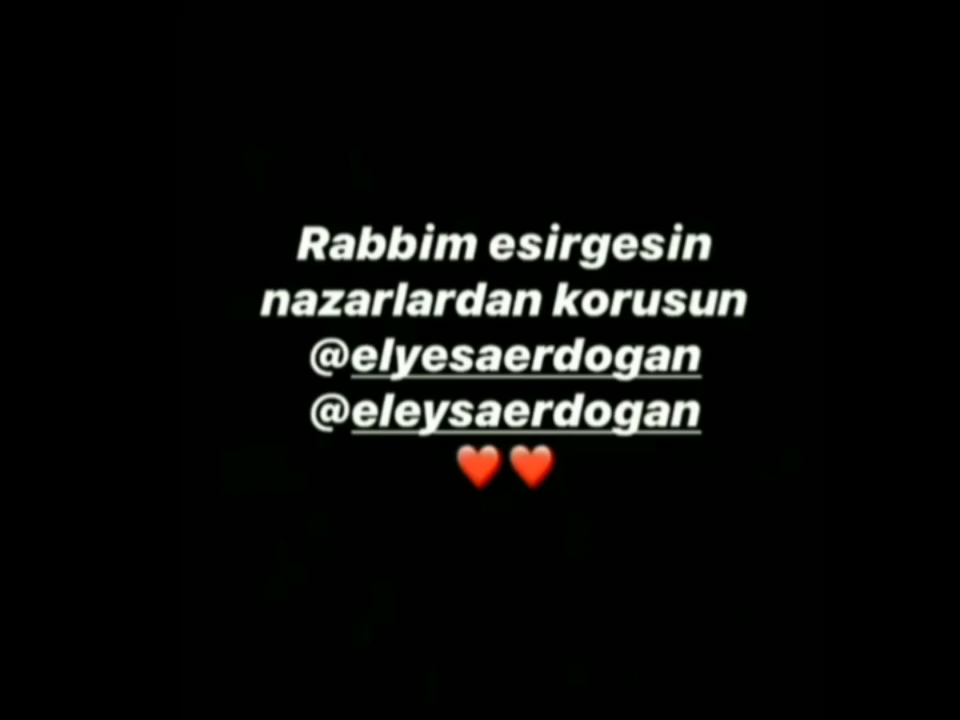 Rabbim esirgesin
nazarlardan korusun
@elyesaerdogan
@eleysaerdogan
❤️❤️